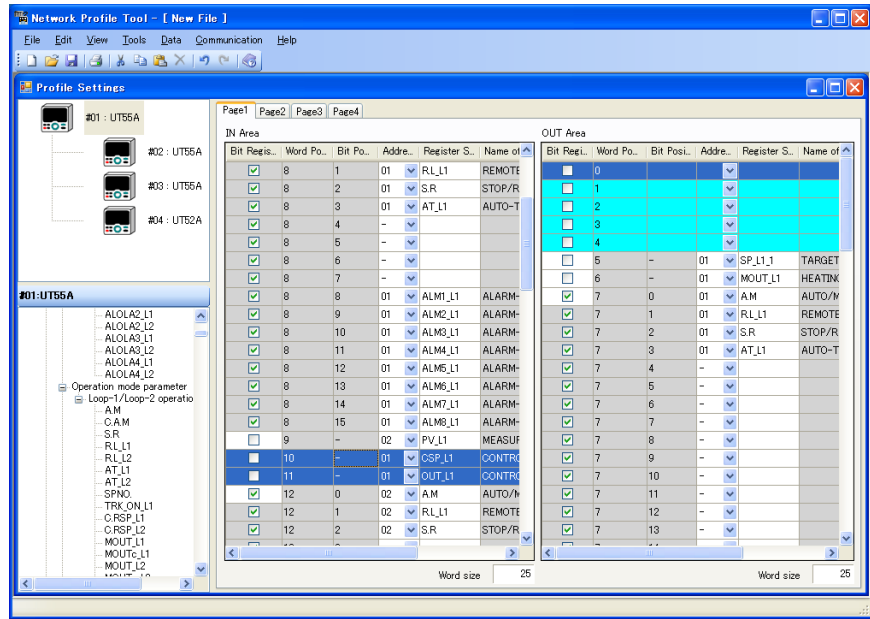 Network Profile Tool - [ New File ]
File Edit View Tools Data Communication Help
Profile Settings
#01 : UT55A
#02 : UT55A
#03 : UT55A
#04 : UT52A
#01:UT55A
ALOLA2_L1
ALOLA2_L2
ALOLA3_L1
ALOLA3_L2
ALOLA4_L1
ALOLA4_L2
Operation mode parameter
Loop-1/Loop-2 operatio
A.M
C.A.M
S.R
R.L_L1
R.L_L2
AT_L1
AT_L2
SPNO.
TRK_ON_L1
C.RSP_L1
C.RSP_L2
MOUT_L1
MOUTc_L1
MOUT_L2
Page1 Page2 Page3 Page4
IN Area
Bit Regis... Word Po... Bit Po... Addre... Register S... Name of
8 1 01 R.L_L1 REMOTE
8 2 01 S.R STOP/R
8 3 01 AT_L1 AUTO-T
8 4 -
8 5 -
8 6 -
8 7 -
8 8 01 ALM1_L1 ALARM-
8 9 01 ALM2_L1 ALARM-
8 10 01 ALM3_L1 ALARM-
8 11 01 ALM4_L1 ALARM-
8 12 01 ALM5_L1 ALARM-
8 13 01 ALM6_L1 ALARM-
8 14 01 ALM7_L1 ALARM-
8 15 01 ALM8_L1 ALARM-
9 - 02 PV_L1 MEASUR
10 - 01 CSP_L1 CONTRO
11 - 01 OUT_L1 CONTRO
12 0 02 A.M AUTO/M
12 1 02 R.L_L1 REMOTE
12 2 02 S.R STOP/R
Word size 25
OUT Area
Bit Regi... Word Po... Bit Posi... Addre... Register S... Name of
0
1
2
3
4
5 - 01 SP_L1_1 TARGET
6 - 01 MOUT_L1 HEATING
7 0 01 A.M AUTO/M
7 1 01 R.L_L1 REMOTE
7 2 01 S.R STOP/R
7 3 01 AT_L1 AUTO-T
7 4 -
7 5 -
7 6 -
7 7 -
7 8 -
7 9 -
7 10 -
7 11 -
7 12 -
7 13 -
Word size 25